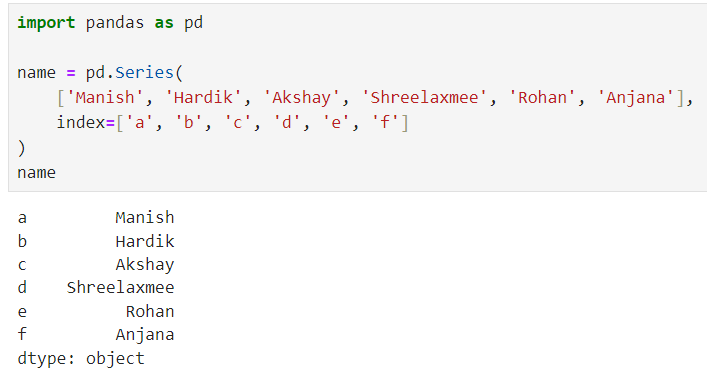 import pandas as pd
name = pd.Series(
    ['Manish', 'Hardik', 'Akshay', 'Shreelaxmee', 'Rohan', 'Anjana'],
    index=['a', 'b', 'c', 'd', 'e', 'f']
)
name
a         Manish
b         Hardik
c         Akshay
d    Shreelaxmee
e          Rohan
f         Anjana
dtype: object